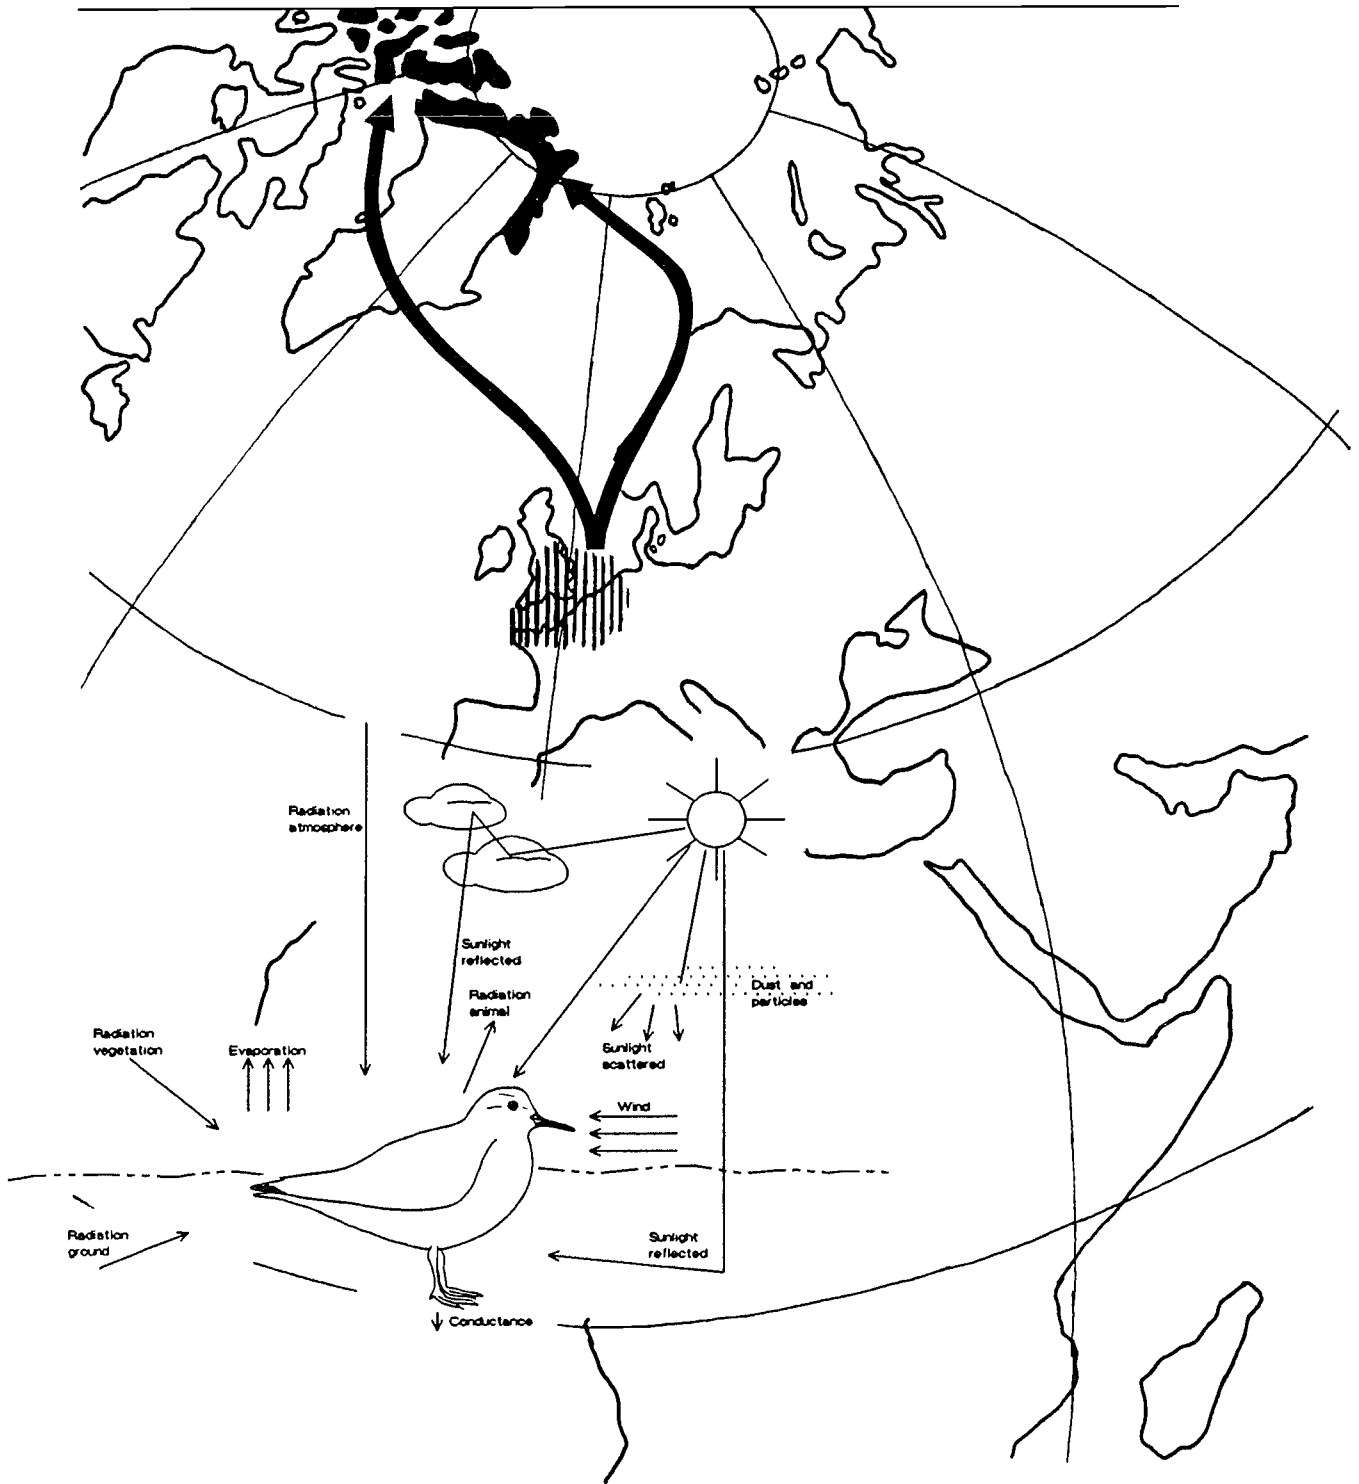 Radiation
atmosphere
Sunlight
reflected
Radiation
animal
Dust and
particles
Radiation
vegetation
Evaporation
Sunlight
scattered
Wind
Radiation
ground
Sunlight
reflected
Conductance